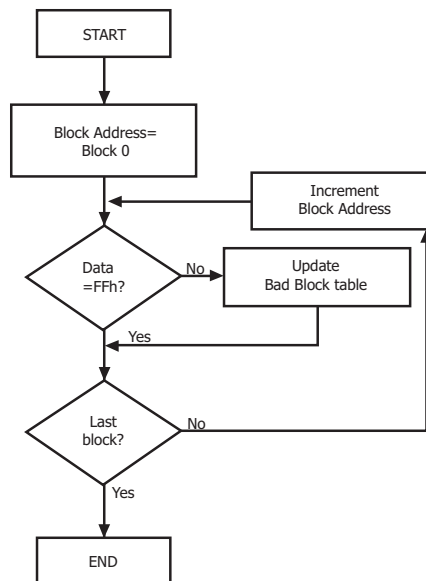 START
Block Address=
Block 0
Increment
Block Address
Data
=FFh?
No
Update
Bad Block table
Yes
Last
block?
No
Yes
END